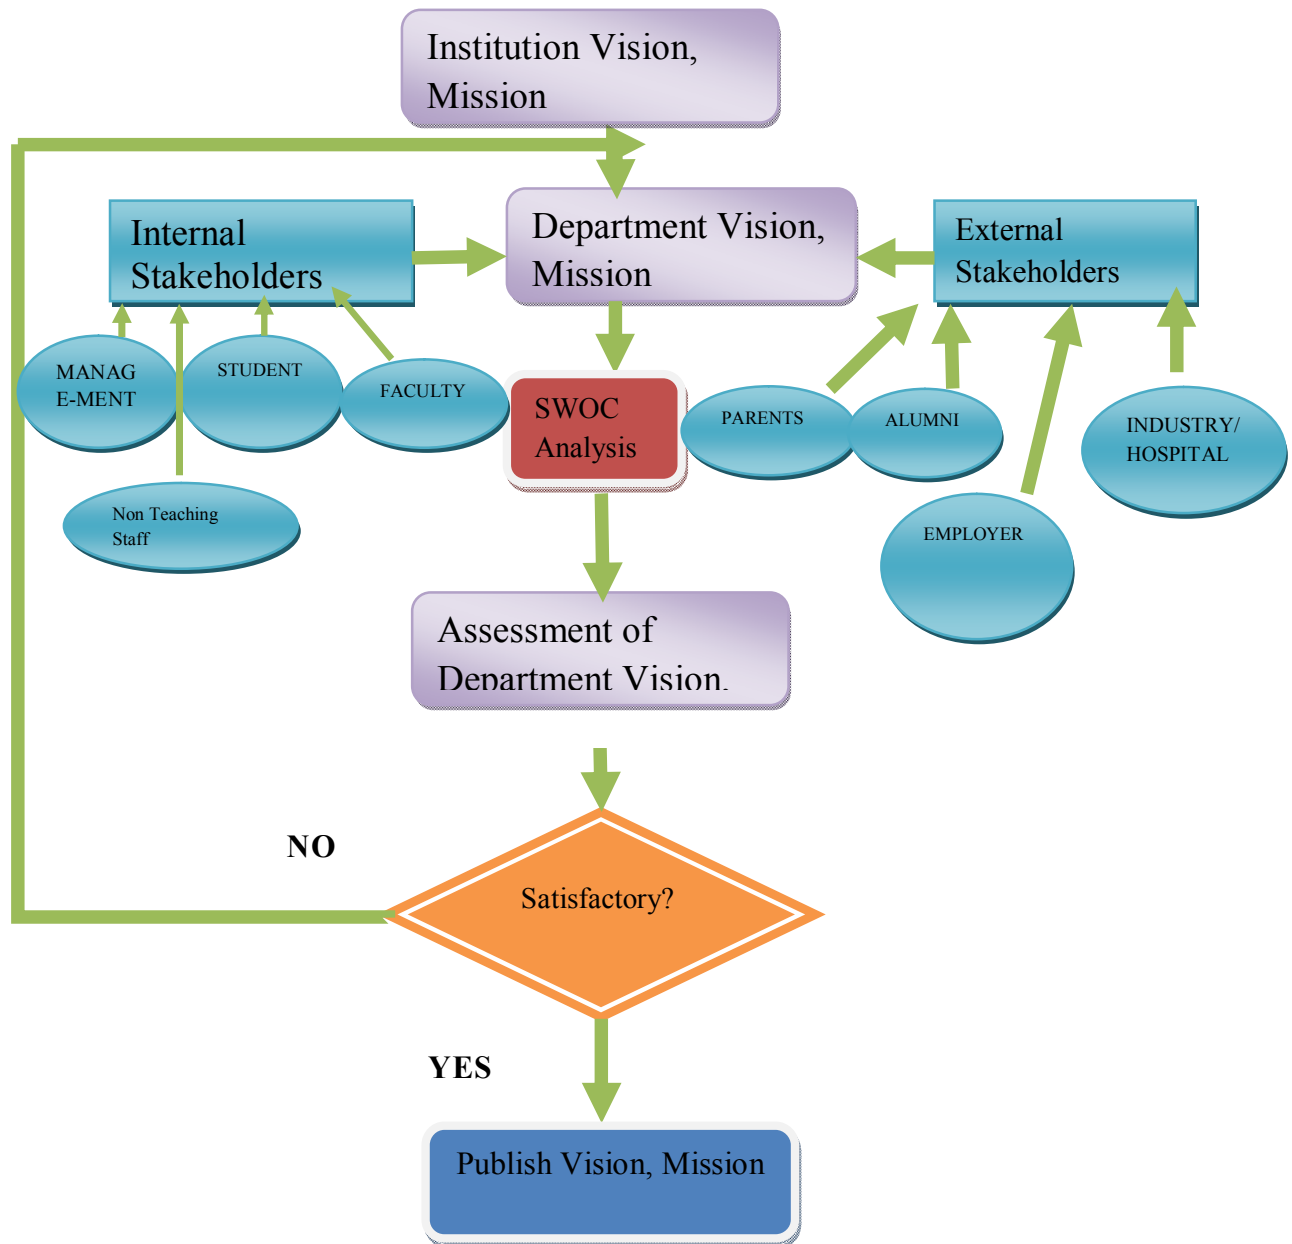 Institution Vision,
Mission
Internal
Stakeholders
Department Vision,
Mission
External
Stakeholders
MANAG
E-MENT
STUDENT
FACULTY
SWOC
Analysis
PARENTS
ALUMNI
INDUSTRY/
HOSPITAL
Non Teaching
Staff
EMPLOYER
Assessment of
Department Vision,
NO
Satisfactory?
YES
Publish Vision, Mission